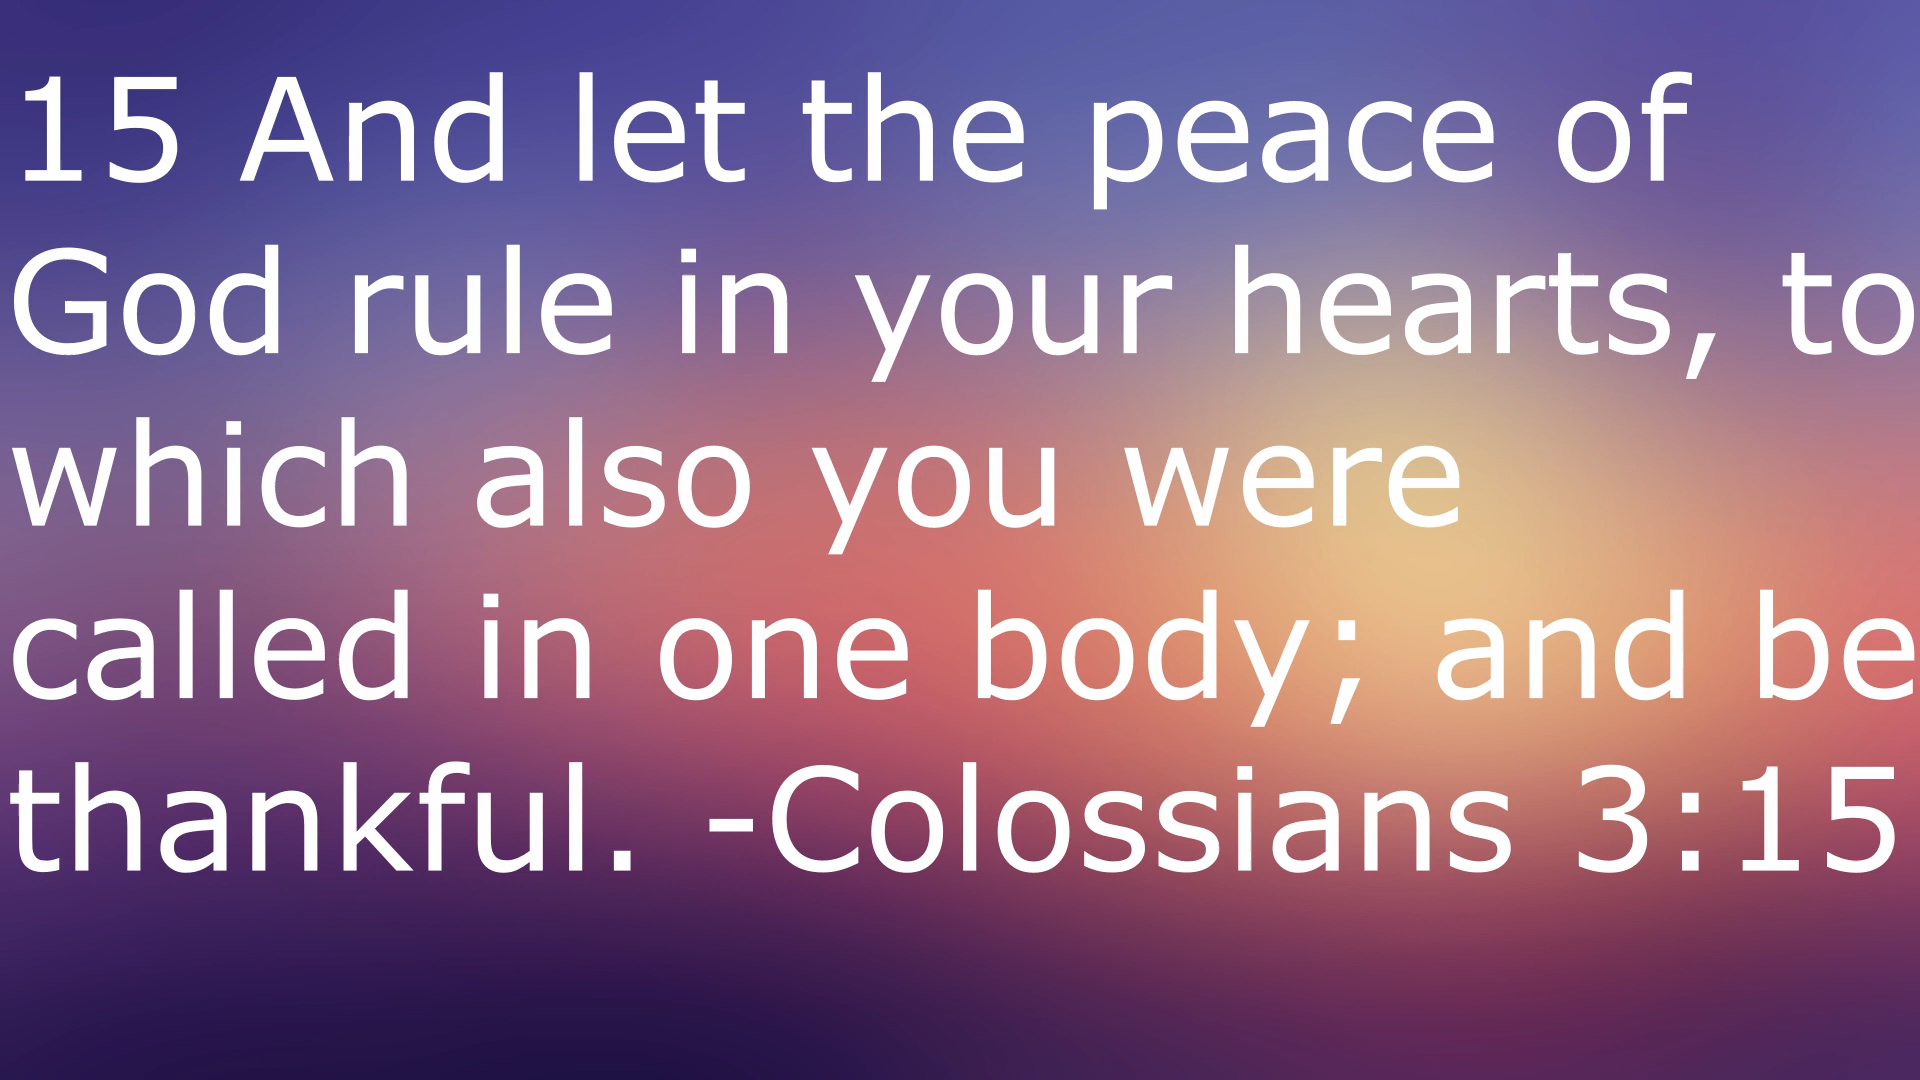 15 And let the peace of
God rule in your hearts, to
which also you were
called in one body; and be
thankful. -Colossians 3:15